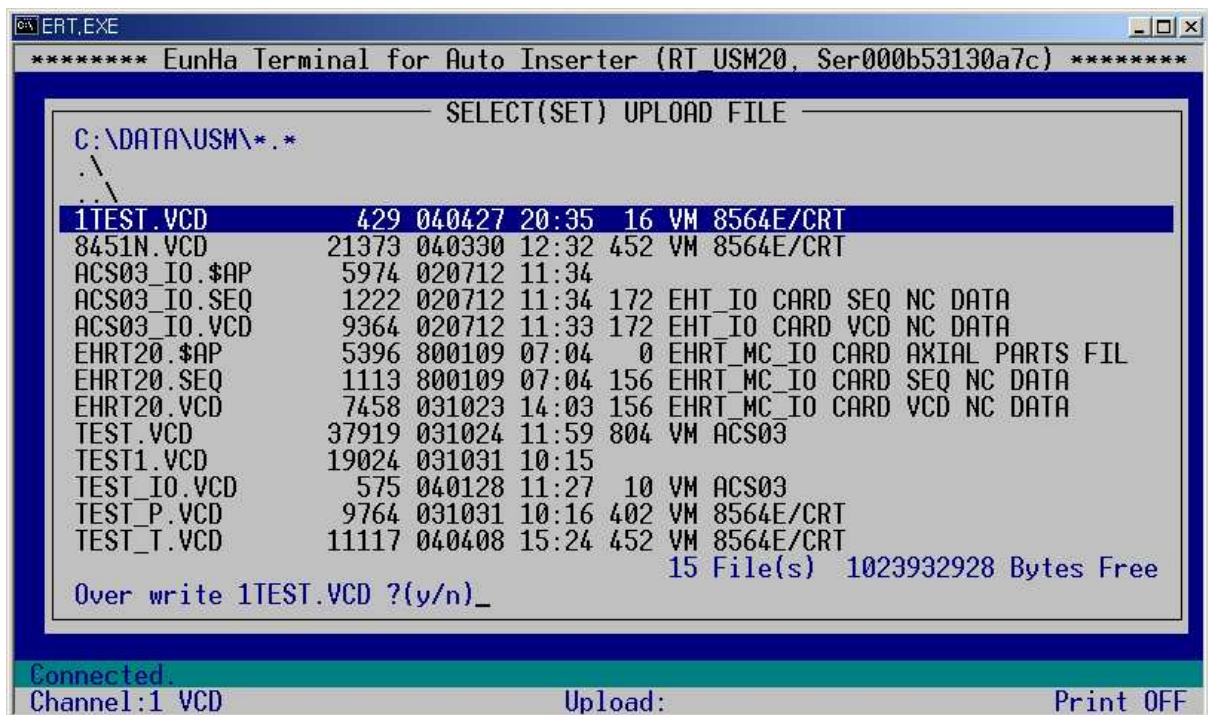 ERT.EXE
******** EunHa Terminal for Auto Inserter (RT_USM20, Ser000b53130a7c) ********
SELECT(SET) UPLOAD FILE
C:\DATA\USM\*.*
.\
..\
1TEST.VCD 429 040427 20:35 16 VM 8564E/CRT
8451N.VCD 21373 040330 12:32 452 VM 8564E/CRT
ACS03_IO.$AP 5974 020712 11:34
ACS03_IO.SEQ 1222 020712 11:34 172 EHT_IO CARD SEQ NC DATA
ACS03_IO.VCD 9364 020712 11:33 172 EHT_IO CARD VCD NC DATA
EHRT20.$AP 5396 800109 07:04 0 EHRT_MC_IO CARD AXIAL PARTS FIL
EHRT20.SEQ 1113 800109 07:04 156 EHRT_MC_IO CARD SEQ NC DATA
EHRT20.VCD 7458 031023 14:03 156 EHRT_MC_IO CARD VCD NC DATA
TEST.VCD 37919 031024 11:59 804 VM ACS03
TEST1.VCD 19024 031031 10:15
TEST_IO.VCD 575 040128 11:27 10 VM ACS03
TEST_P.VCD 9764 031031 10:16 402 VM 8564E/CRT
TEST_T.VCD 11117 040408 15:24 452 VM 8564E/CRT
15 File(s) 1023932928 Bytes Free
Over write 1TEST.VCD ?(y/n)_
Connected.
Channel:1 VCD Upload: Print OFF